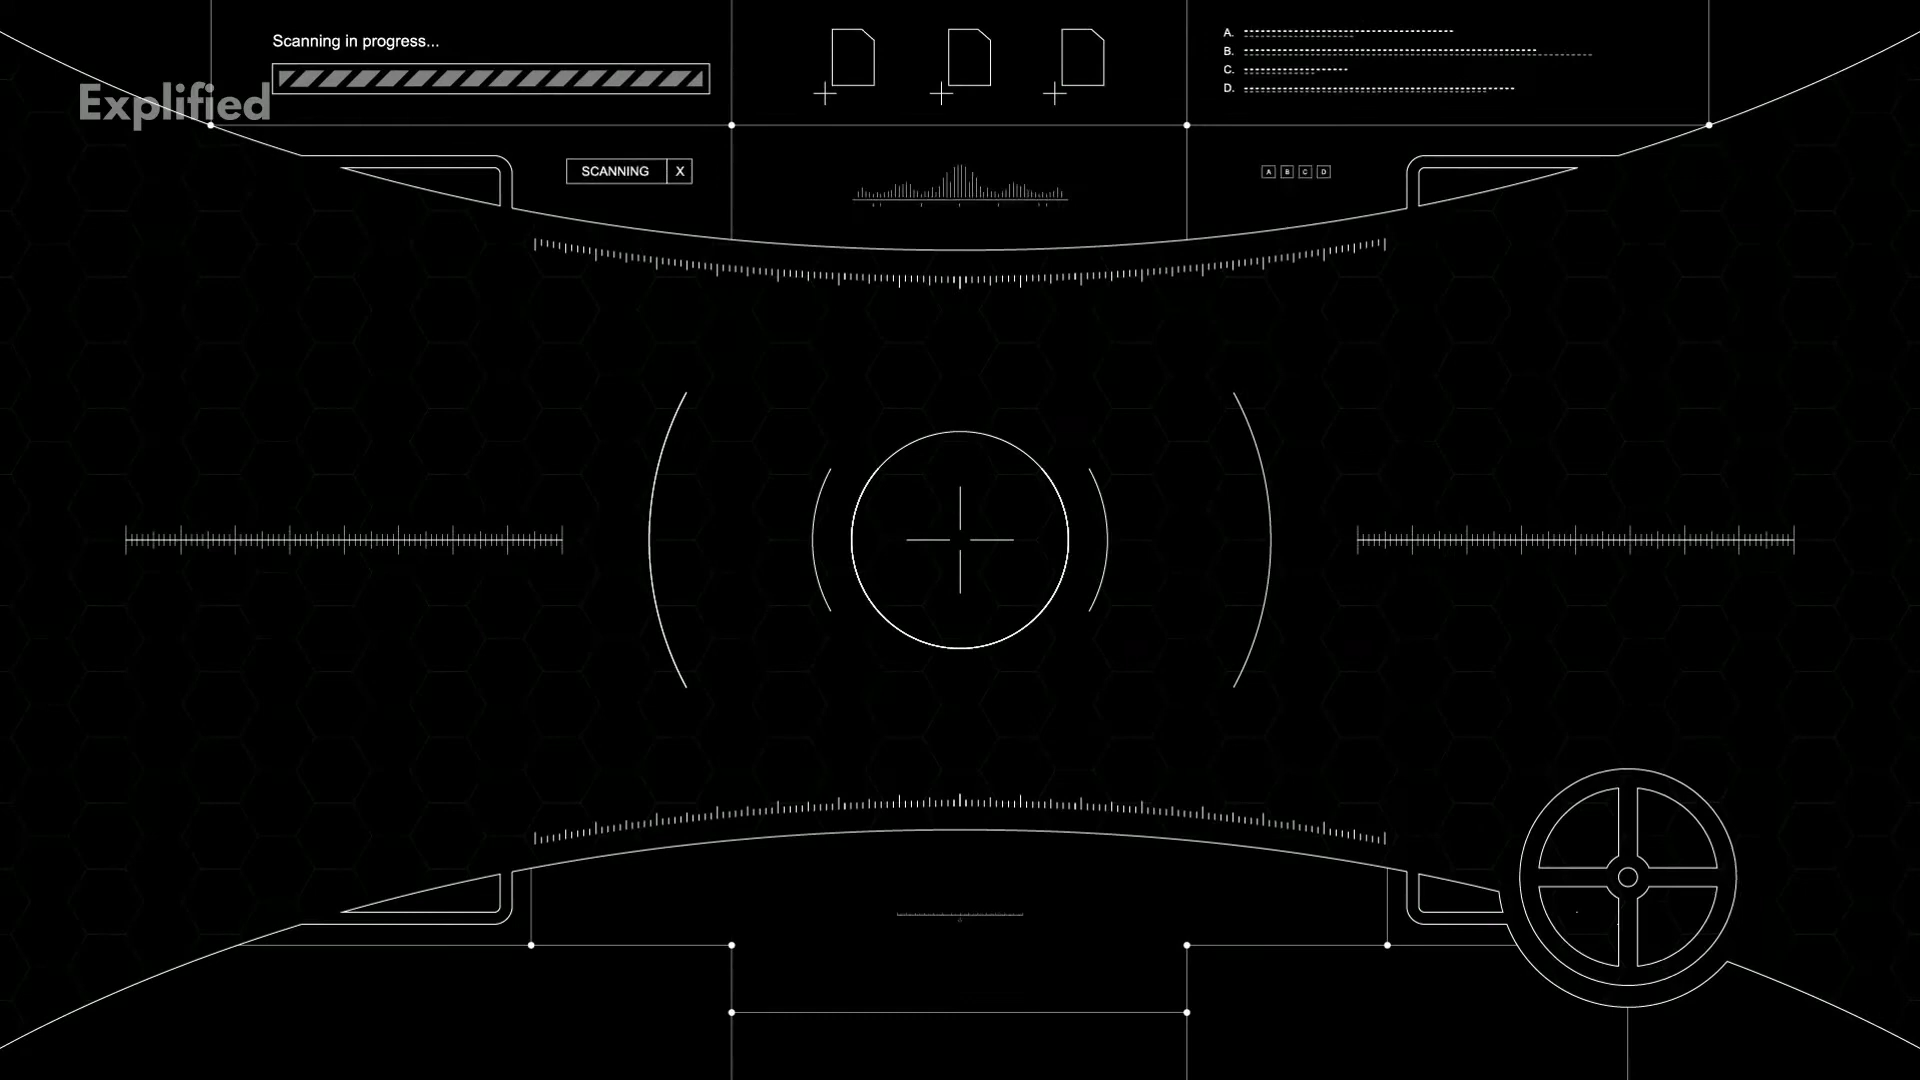 Scanning in progress...
Explified
A.
B.
C.
D.
SCANNING X
A B C D